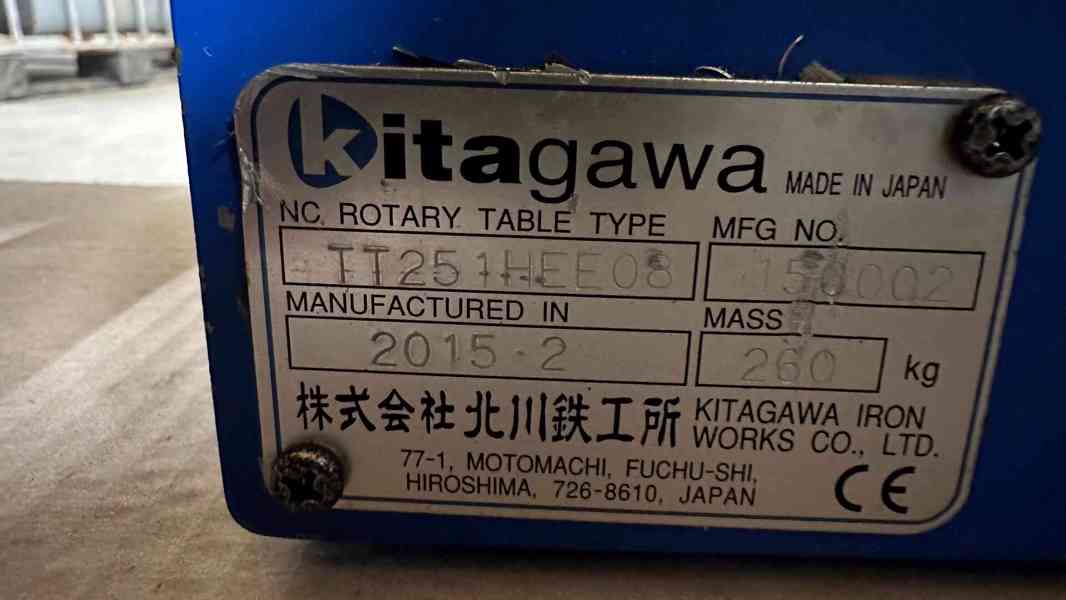 kitagawa MADE IN JAPAN
NC. ROTARY TABLE TYPE MFG NO.
TT251HEE08 150002
MANUFACTURED IN MASS
2015·2 260 kg
株式会社 北川鉄工所 KITAGAWA IRON
WORKS CO., LTD.
77-1, MOTOMACHI, FUCHU-SHI,
HIROSHIMA, 726-8610, JAPAN
CE